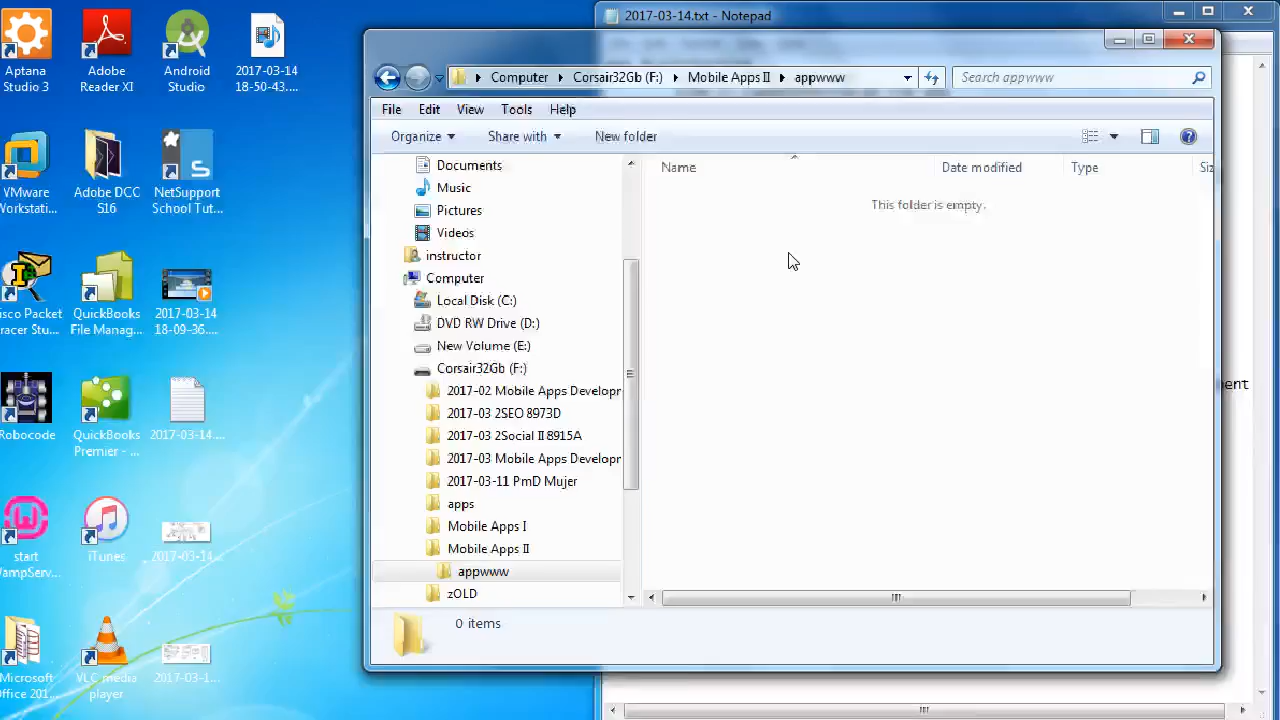 Aptana
Studio 3
Adobe
Reader XI
Android
Studio
2017-03-14
18-50-43....
VMware
Workstati...
Adobe DCC
S16
NetSupport
School Tut...
isco Packet
racer Stu...
QuickBooks
File Manag...
2017-03-14
18-09-36....
Robocode
QuickBooks
Premier - ...
2017-03-14....
start
VampServ...
iTunes
2017-03-14...
Microsoft
Office 201...
VLC media
player
2017-03-1...
2017-03-14.txt - Notepad
Computer
Corsair32Gb (F:)
Mobile Apps II
appwww
Search appwww
File
Edit
View
Tools
Help
Organize
Share with
New folder
Documents
Music
Pictures
Videos
instructor
Computer
Local Disk (C:)
DVD RW Drive (D:)
New Volume (E:)
Corsair32Gb (F:)
2017-02 Mobile Apps Developr
2017-03 2SEO 8973D
2017-03 2Social II 8915A
2017-03 Mobile Apps Developr
2017-03-11 PmD Mujer
apps
Mobile Apps I
Mobile Apps II
appwww
zOLD
Name
Date modified
Type
Siz
This folder is empty.
0 items
ent